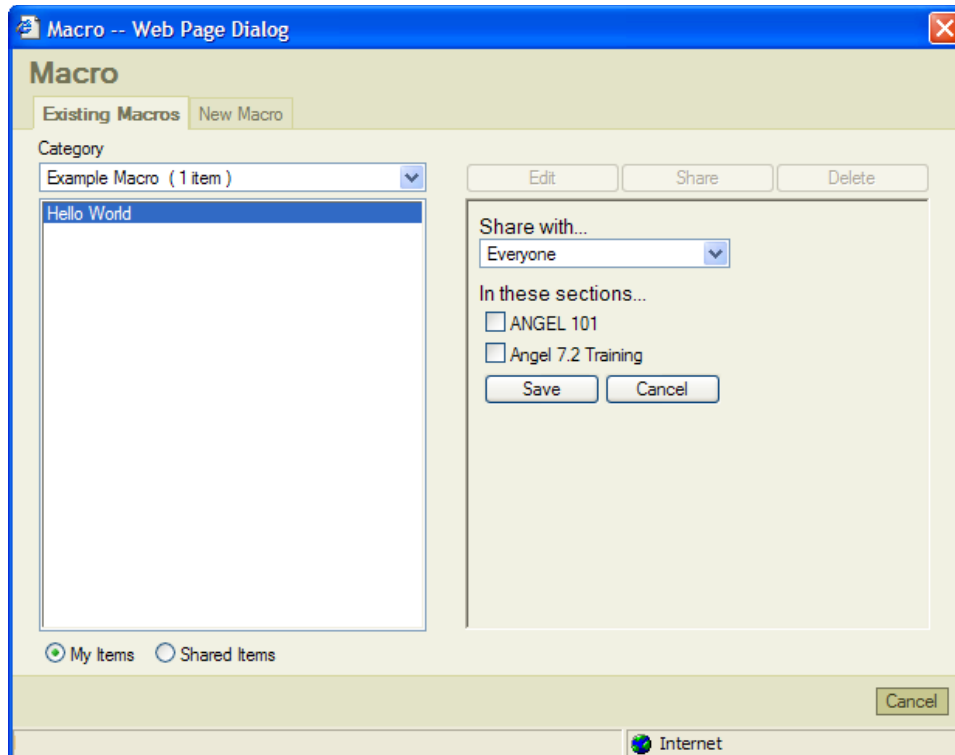 Macro -- Web Page Dialog
Macro
Existing Macros New Macro
Category
Example Macro ( 1 item )
Edit Share Delete
Hello World
Share with...
Everyone
In these sections...
ANGEL 101
Angel 7.2 Training
Save Cancel
My Items Shared Items
Cancel
Internet